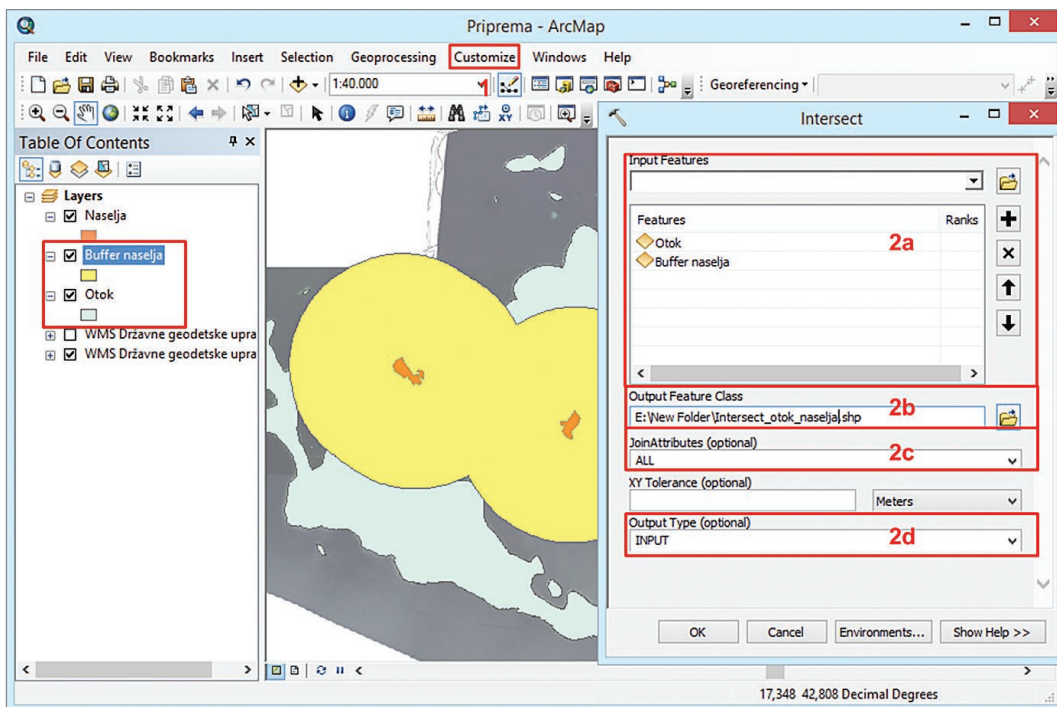 Priprema - ArcMap
File Edit View Bookmarks Insert Selection Geoprocessing Customize Windows Help
1:40.000
1
Georeferencing
Table Of Contents
Layers
Naselja
Buffer naselja
Otok
WMS Državne geodetske upra
WMS Državne geodetske upra
Intersect
Input Features
Features Ranks
Otok
Buffer naselja
2a
Output Feature Class
E:\New Folder\Intersect_otok_naselja.shp
2b
JoinAttributes (optional)
ALL
2c
XY Tolerance (optional)
Meters
Output Type (optional)
INPUT
2d
OK Cancel Environments... Show Help >>
17,348 42,808 Decimal Degrees